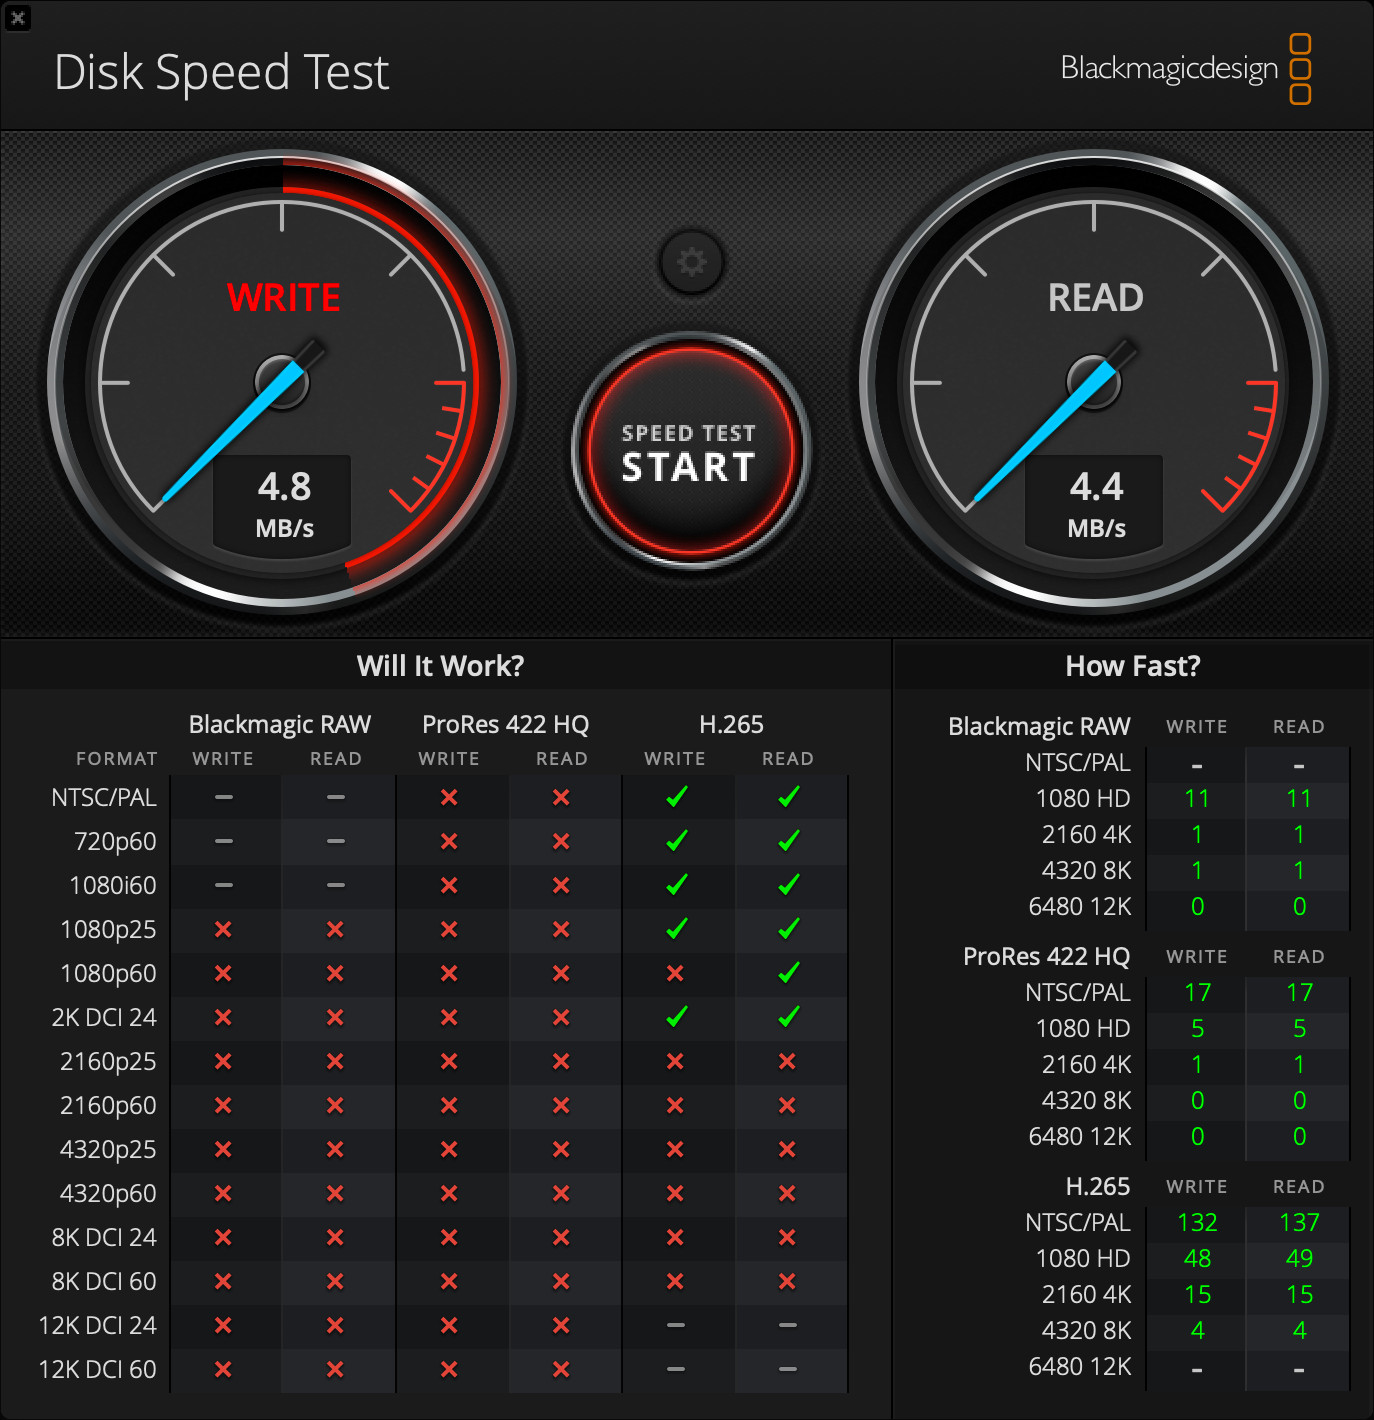 Disk Speed Test
Blackmagicdesign
WRITE
4.8
MB/s
SPEED TEST
START
READ
4.4
MB/s
Will It Work?
Blackmagic RAW ProRes 422 HQ H.265
FORMAT WRITE READ WRITE READ WRITE READ
NTSC/PAL – – ✕ ✕ ✓ ✓
720p60 – – ✕ ✕ ✓ ✓
1080i60 – – ✕ ✕ ✓ ✓
1080p25 ✕ ✕ ✕ ✕ ✓ ✓
1080p60 ✕ ✕ ✕ ✕ ✕ ✓
2K DCI 24 ✕ ✕ ✕ ✕ ✓ ✓
2160p25 ✕ ✕ ✕ ✕ ✕ ✕
2160p60 ✕ ✕ ✕ ✕ ✕ ✕
4320p25 ✕ ✕ ✕ ✕ ✕ ✕
4320p60 ✕ ✕ ✕ ✕ ✕ ✕
8K DCI 24 ✕ ✕ ✕ ✕ ✕ ✕
8K DCI 60 ✕ ✕ ✕ ✕ ✕ ✕
12K DCI 24 ✕ ✕ ✕ ✕ – –
12K DCI 60 ✕ ✕ ✕ ✕ – –
How Fast?
Blackmagic RAW WRITE READ
NTSC/PAL - -
1080 HD 11 11
2160 4K 1 1
4320 8K 1 1
6480 12K 0 0
ProRes 422 HQ WRITE READ
NTSC/PAL 17 17
1080 HD 5 5
2160 4K 1 1
4320 8K 0 0
6480 12K 0 0
H.265 WRITE READ
NTSC/PAL 132 137
1080 HD 48 49
2160 4K 15 15
4320 8K 4 4
6480 12K - -